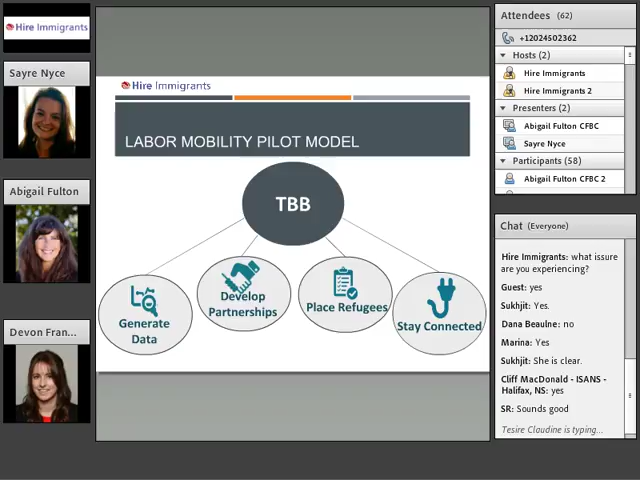 Hire Immigrants
Sayre Nyce
Abigail Fulton
Devon Fran...
Hire Immigrants
LABOR MOBILITY PILOT MODEL
TBB
Generate
Data
Develop
Partnerships
Place Refugees
Stay Connected
Attendees (62)
+12024502362
Hosts (2)
Hire Immigrants
Hire Immigrants 2
Presenters (2)
Abigail Fulton CFBC
Sayre Nyce
Participants (58)
Abigail Fulton CFBC 2
Chat (Everyone)
Hire Immigrants: what issure
are you experiencing?
Guest: yes
Sukhjit: Yes.
Dana Beaulne: no
Marina: Yes
Sukhjit: She is clear.
Cliff MacDonald - ISANS -
Halifax, NS: yes
SR: Sounds good
Tesire Claudine is typing...